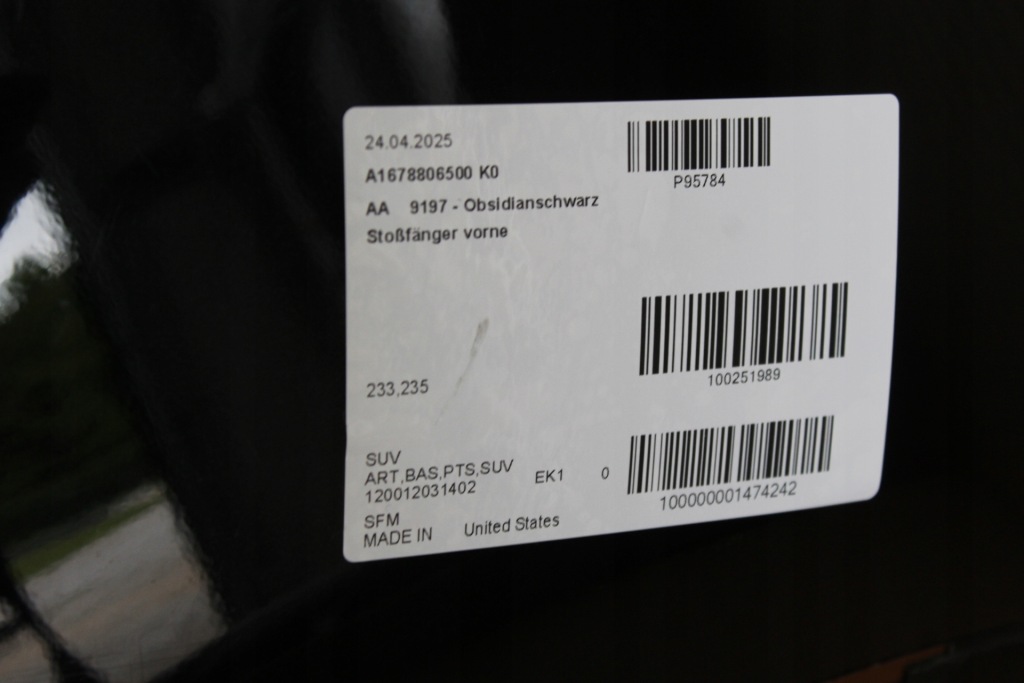 24.04.2025
A1678806500 K0
AA 9197 - Obsidianschwarz
Stoßfänger vorne
P95784
100251989
233,235
SUV
ART,BAS,PTS,SUV EK1 0
120012031402
100000001474242
SFM
MADE IN United States